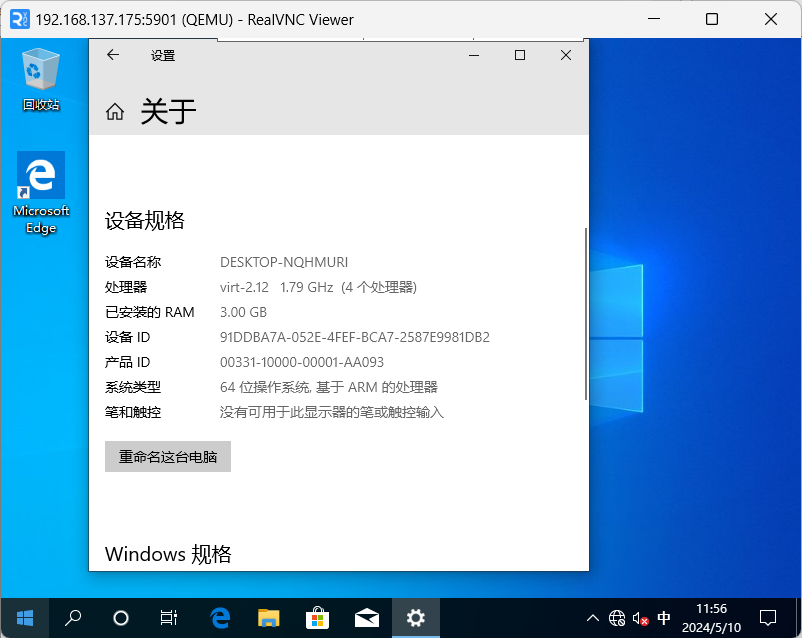 192.168.137.175:5901 (QEMU) - RealVNC Viewer
回收站
Microsoft
Edge
设置
关于
设备规格
设备名称 DESKTOP-NQHMURI
处理器 virt-2.12 1.79 GHz (4 个处理器)
已安装的 RAM 3.00 GB
设备 ID 91DDBA7A-052E-4FEF-BCA7-2587E9981DB2
产品 ID 00331-10000-00001-AA093
系统类型 64 位操作系统, 基于 ARM 的处理器
笔和触控 没有可用于此显示器的笔或触控输入
重命名这台电脑
Windows 规格
中
11:56
2024/5/10